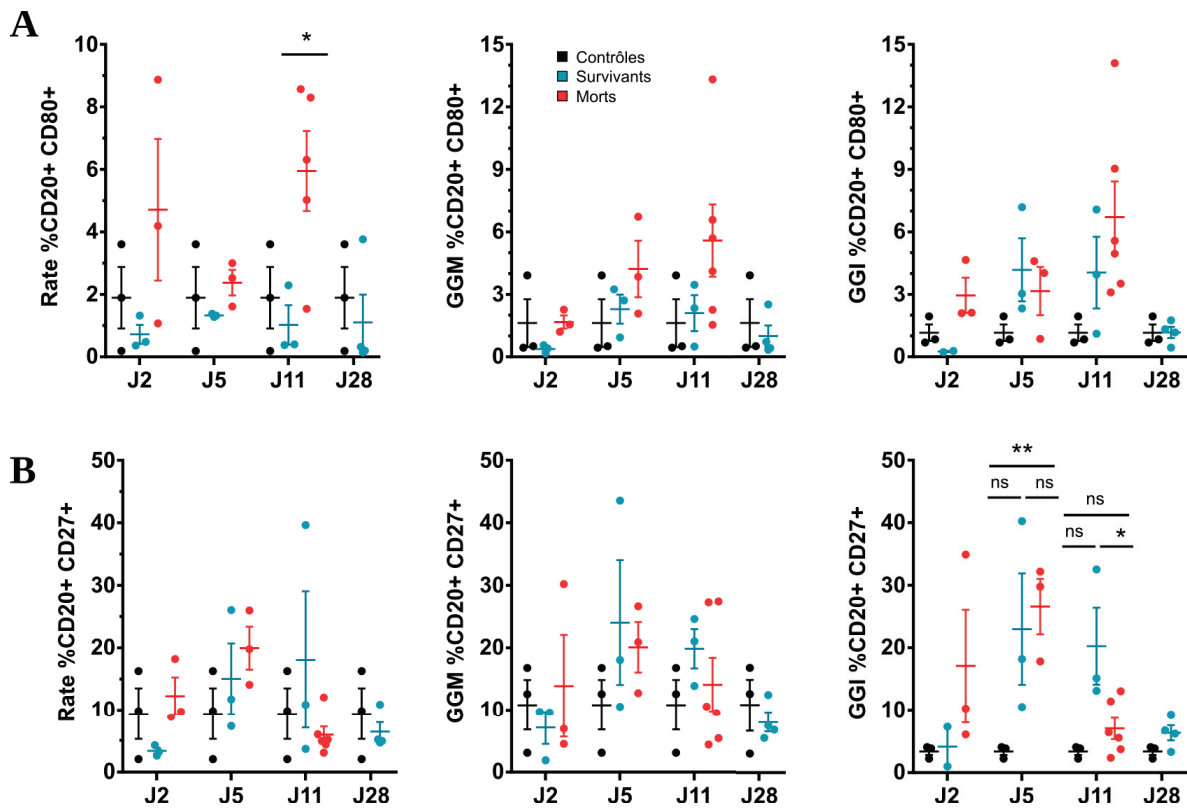 A
Rate %CD20+ CD80+
10
8
6
4
2
0
*
J2 J5 J11 J28
GGM %CD20+ CD80+
15
12
9
6
3
0
Contrôles
Survivants
Morts
J2 J5 J11 J28
GGI %CD20+ CD80+
15
12
9
6
3
0
J2 J5 J11 J28
B
Rate %CD20+ CD27+
50
40
30
20
10
0
J2 J5 J11 J28
GGM %CD20+ CD27+
50
40
30
20
10
0
J2 J5 J11 J28
GGI %CD20+ CD27+
50
40
30
20
10
0
**
ns ns
ns
ns *
J2 J5 J11 J28